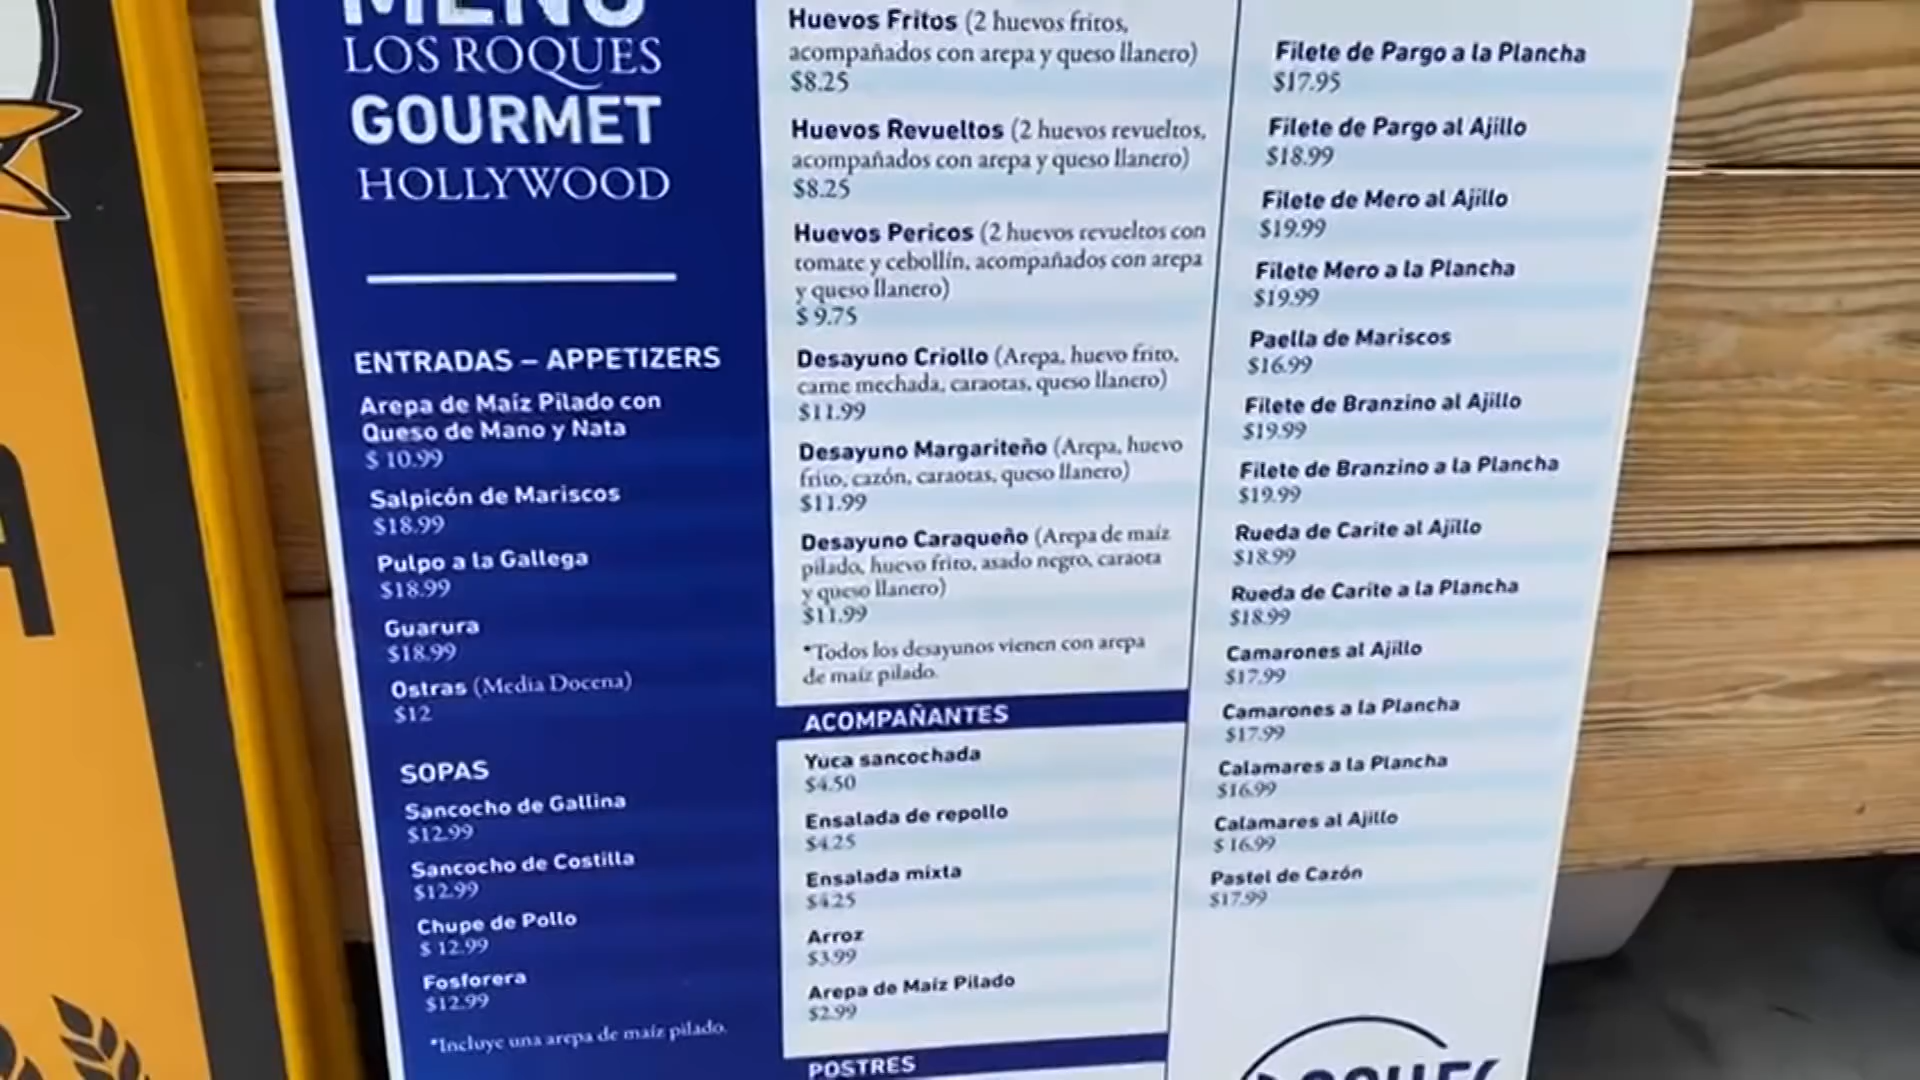 MENÚ
LOS ROQUES
GOURMET
HOLLYWOOD
ENTRADAS – APPETIZERS
Arepa de Maíz Pilado con
Queso de Mano y Nata
$ 10.99
Salpicón de Mariscos
$18.99
Pulpo a la Gallega
$18.99
Guarura
$18.99
Ostras (Media Docena)
$12
SOPAS
Sancocho de Gallina
$12.99
Sancocho de Costilla
$12.99
Chupe de Pollo
$ 12.99
Fosforera
$12.99
*Incluye una arepa de maíz pilado.
Huevos Fritos (2 huevos fritos,
acompañados con arepa y queso llanero)
$8.25
Huevos Revueltos (2 huevos revueltos,
acompañados con arepa y queso llanero)
$8.25
Huevos Pericos (2 huevos revueltos con
tomate y cebollín, acompañados con arepa
y queso llanero)
$ 9.75
Desayuno Criollo (Arepa, huevo frito,
carne mechada, caraotas, queso llanero)
$11.99
Desayuno Margariteño (Arepa, huevo
frito, cazón, caraotas, queso llanero)
$11.99
Desayuno Caraqueño (Arepa de maíz
pilado, huevo frito, asado negro, caraota
y queso llanero)
$11.99
*Todos los desayunos vienen con arepa
de maíz pilado.
ACOMPAÑANTES
Yuca sancochada
$4.50
Ensalada de repollo
$4.25
Ensalada mixta
$4.25
Arroz
$3.99
Arepa de Maíz Pilado
$2.99
POSTRES
Filete de Pargo a la Plancha
$17.95
Filete de Pargo al Ajillo
$18.99
Filete de Mero al Ajillo
$19.99
Filete Mero a la Plancha
$19.99
Paella de Mariscos
$16.99
Filete de Branzino al Ajillo
$19.99
Filete de Branzino a la Plancha
$19.99
Rueda de Carite al Ajillo
$18.99
Rueda de Carite a la Plancha
$18.99
Camarones al Ajillo
$17.99
Camarones a la Plancha
$17.99
Calamares a la Plancha
$16.99
Calamares al Ajillo
$ 16.99
Pastel de Cazón
$17.99